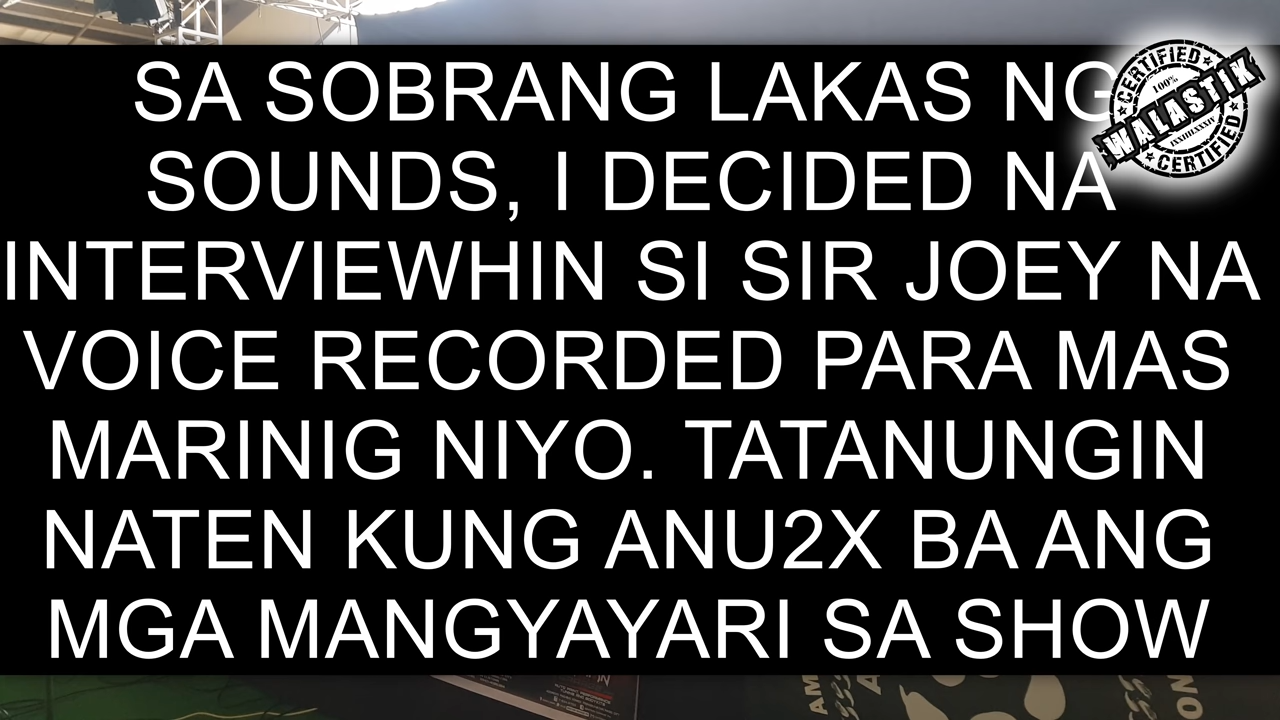 SA SOBRANG LAKAS NG
SOUNDS, I DECIDED NA
INTERVIEWHIN SI SIR JOEY NA
VOICE RECORDED PARA MAS
MARINIG NIYO. TATANUNGIN
NATEN KUNG ANU2X BA ANG
MGA MANGYAYARI SA SHOW
CERTIFIED
100%
WALASTIK
CERTIFIED